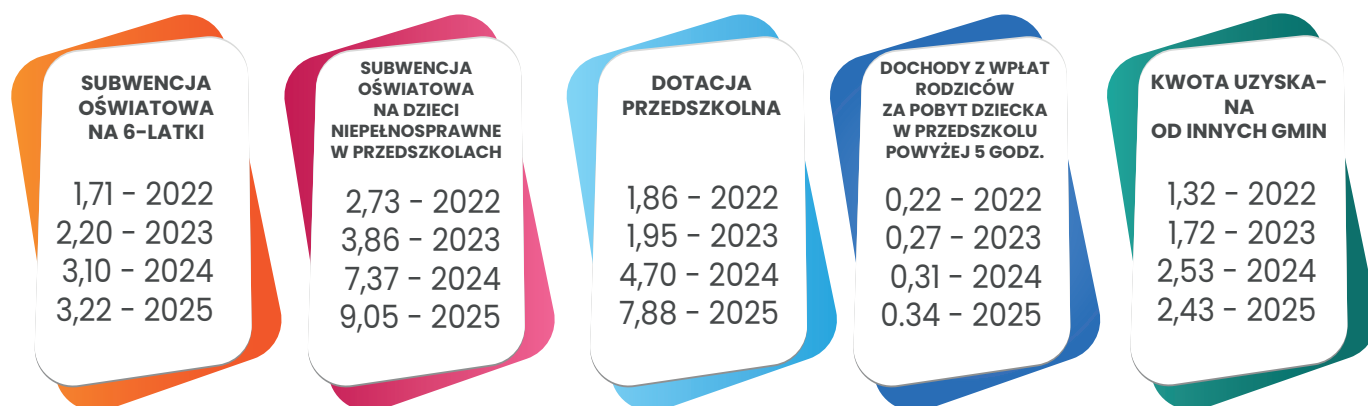 SUBWENCJA
OŚWIATOWA
NA 6-LATKI
1,71 - 2022
2,20 - 2023
3,10 - 2024
3,22 - 2025
SUBWENCJA
OŚWIATOWA
NA DZIECI
NIEPEŁNOSPRAWNE
W PRZEDSZKOLACH
2,73 - 2022
3,86 - 2023
7,37 - 2024
9,05 - 2025
DOTACJA
PRZEDSZKOLNA
1,86 - 2022
1,95 - 2023
4,70 - 2024
7,88 - 2025
DOCHODY Z WPŁAT
RODZICÓW
ZA POBYT DZIECKA
W PRZEDSZKOLU
POWYŻEJ 5 GODZ.
0,22 - 2022
0,27 - 2023
0,31 - 2024
0.34 - 2025
KWOTA UZYSKA-
NA
OD INNYCH GMIN
1,32 - 2022
1,72 - 2023
2,53 - 2024
2,43 - 2025